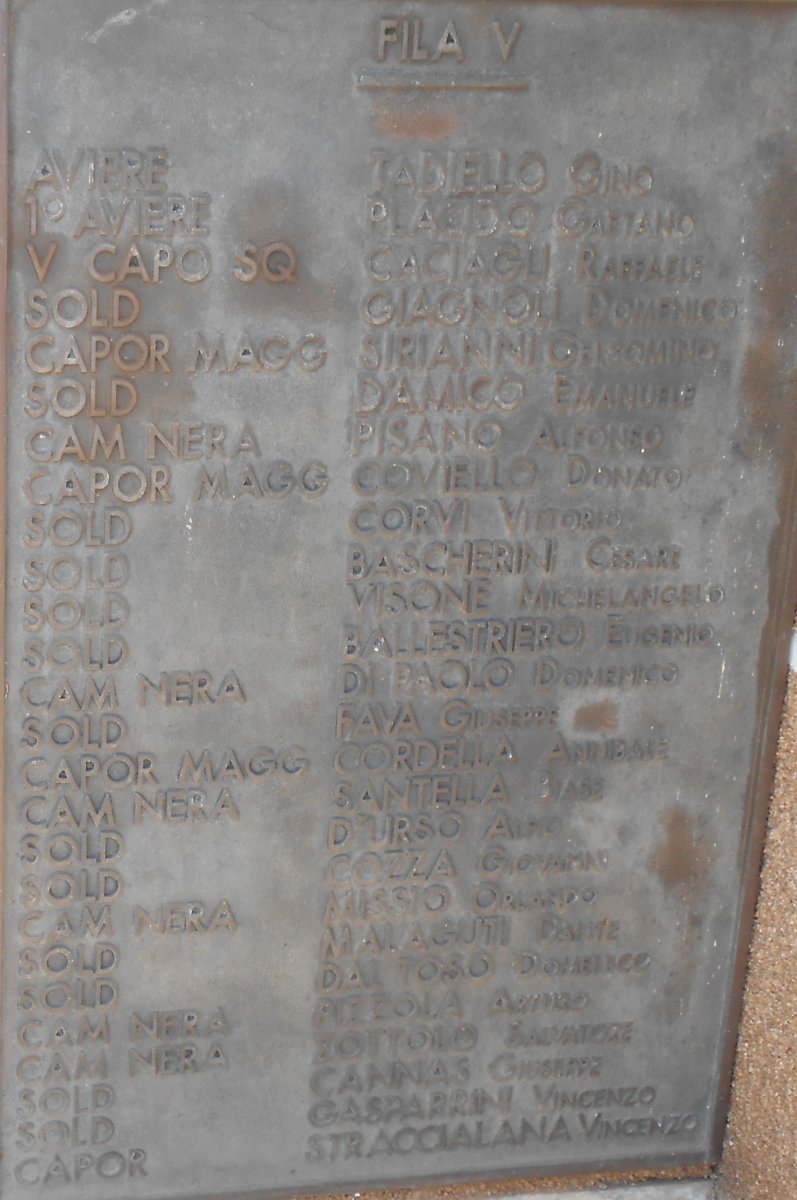 FILA V
AVIERE TADIELLO GINO
1º AVIERE PLACIDO GAETANO
V CAPO SQ CACIAGLI RAFFAELE
SOLD GIAGNOLI DOMENICO
CAPOR MAGG SIRIANNI GELSOMINO
SOLD D'AMICO EMANUELE
CAM NERA PISANO ALFONSO
CAPOR MAGG COVIELLO DONATO
SOLD CORVI VITTORIO
SOLD BASCHERINI CESARE
SOLD VISONE MICHELANGELO
SOLD BALLESTRIERO EUGENIO
CAM NERA DI PAOLO DOMENICO
SOLD FAVA GIUSEPPE
CAPOR MAGG CORDELLA ANNIBALE
CAM NERA SANTELLA BIASE
SOLD D'URSO ALFIO
SOLD COZZA GIOVANNI
CAM NERA MISSIO ORLANDO
SOLD MALAGUTI DANTE
SOLD DAL TOSO DOMENICO
CAM NERA PIZZOLA ARTURO
CAM NERA ZOTTOLO SALVATORE
SOLD CANNAS GIUSEPPE
SOLD GASPARRINI VINCENZO
CAPOR STRACCIALANA VINCENZO